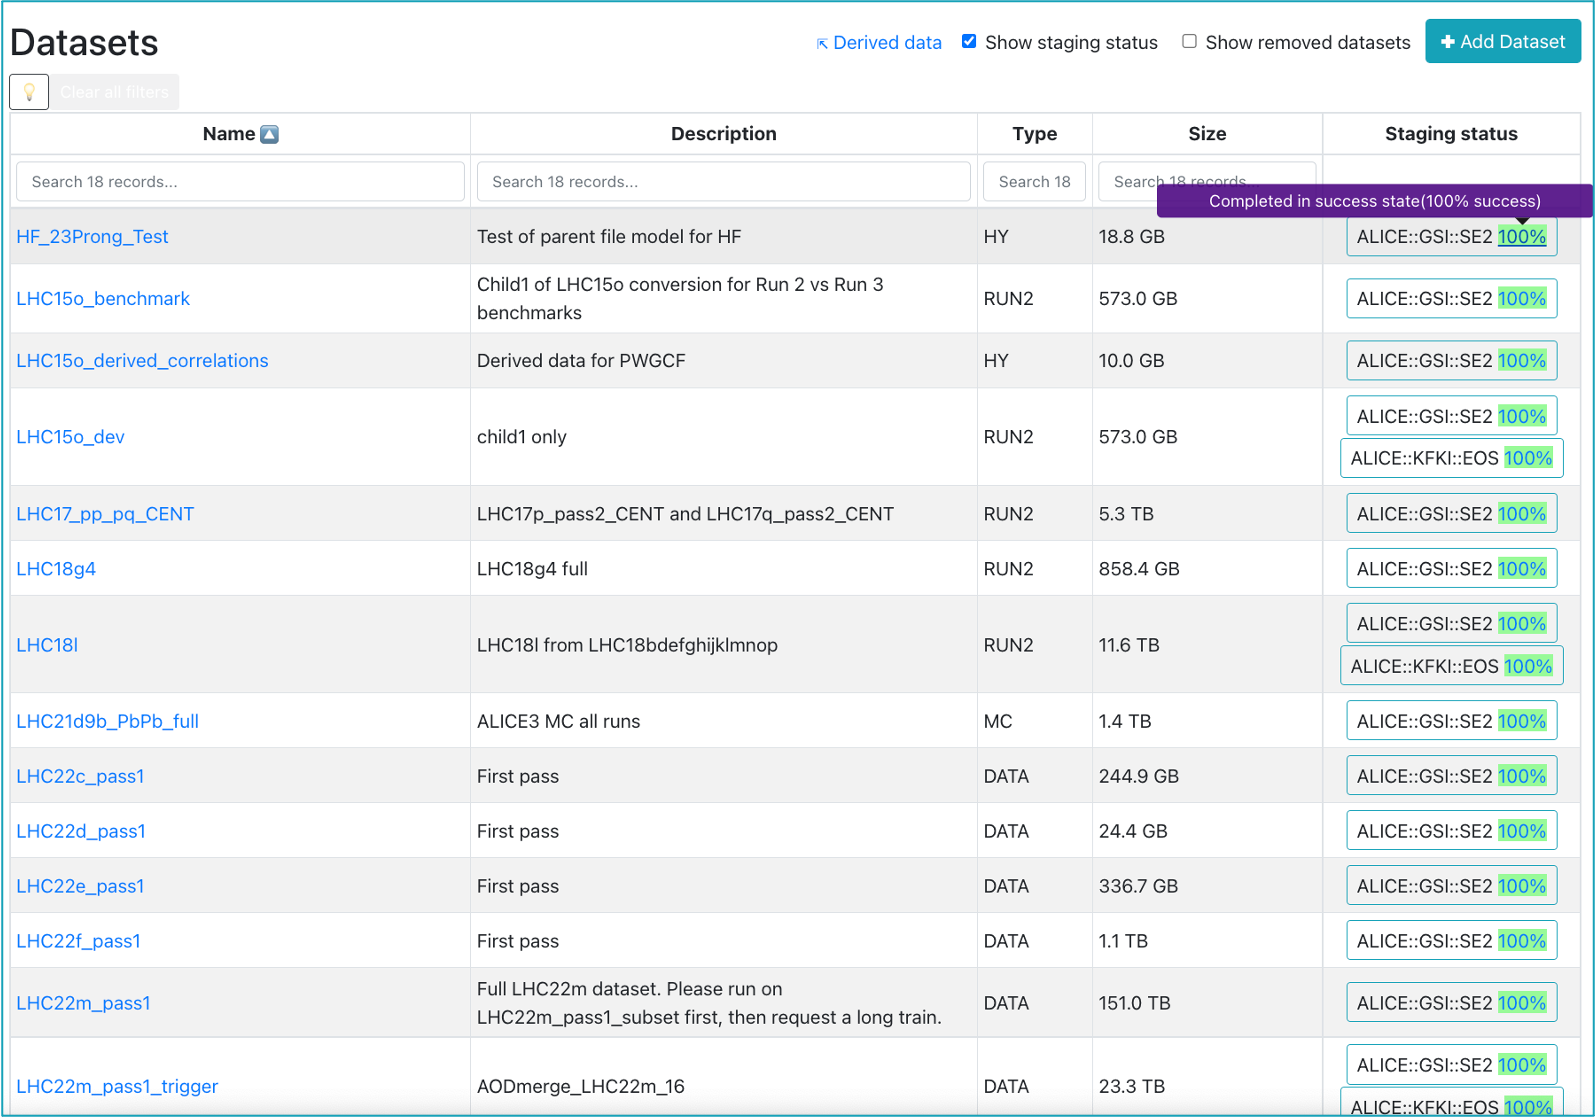 Datasets
Derived data Show staging status Show removed datasets Add Dataset
Clear all filters
Name Description Type Size Staging status
Search 18 records... Search 18 records... Search 18 Search 18 records...
Completed in success state(100% success)
HF_23Prong_Test Test of parent file model for HF HY 18.8 GB ALICE::GSI::SE2 100%
LHC15o_benchmark Child1 of LHC15o conversion for Run 2 vs Run 3
benchmarks RUN2 573.0 GB ALICE::GSI::SE2 100%
LHC15o_derived_correlations Derived data for PWGCF HY 10.0 GB ALICE::GSI::SE2 100%
LHC15o_dev child1 only RUN2 573.0 GB ALICE::GSI::SE2 100%
ALICE::KFKI::EOS 100%
LHC17_pp_pq_CENT LHC17p_pass2_CENT and LHC17q_pass2_CENT RUN2 5.3 TB ALICE::GSI::SE2 100%
LHC18g4 LHC18g4 full RUN2 858.4 GB ALICE::GSI::SE2 100%
LHC18l LHC18l from LHC18bdefghijklmnop RUN2 11.6 TB ALICE::GSI::SE2 100%
ALICE::KFKI::EOS 100%
LHC21d9b_PbPb_full ALICE3 MC all runs MC 1.4 TB ALICE::GSI::SE2 100%
LHC22c_pass1 First pass DATA 244.9 GB ALICE::GSI::SE2 100%
LHC22d_pass1 First pass DATA 24.4 GB ALICE::GSI::SE2 100%
LHC22e_pass1 First pass DATA 336.7 GB ALICE::GSI::SE2 100%
LHC22f_pass1 First pass DATA 1.1 TB ALICE::GSI::SE2 100%
LHC22m_pass1 Full LHC22m dataset. Please run on
LHC22m_pass1_subset first, then request a long train. DATA 151.0 TB ALICE::GSI::SE2 100%
LHC22m_pass1_trigger AODmerge_LHC22m_16 DATA 23.3 TB ALICE::GSI::SE2 100%
ALICE::KFKI::EOS 100%